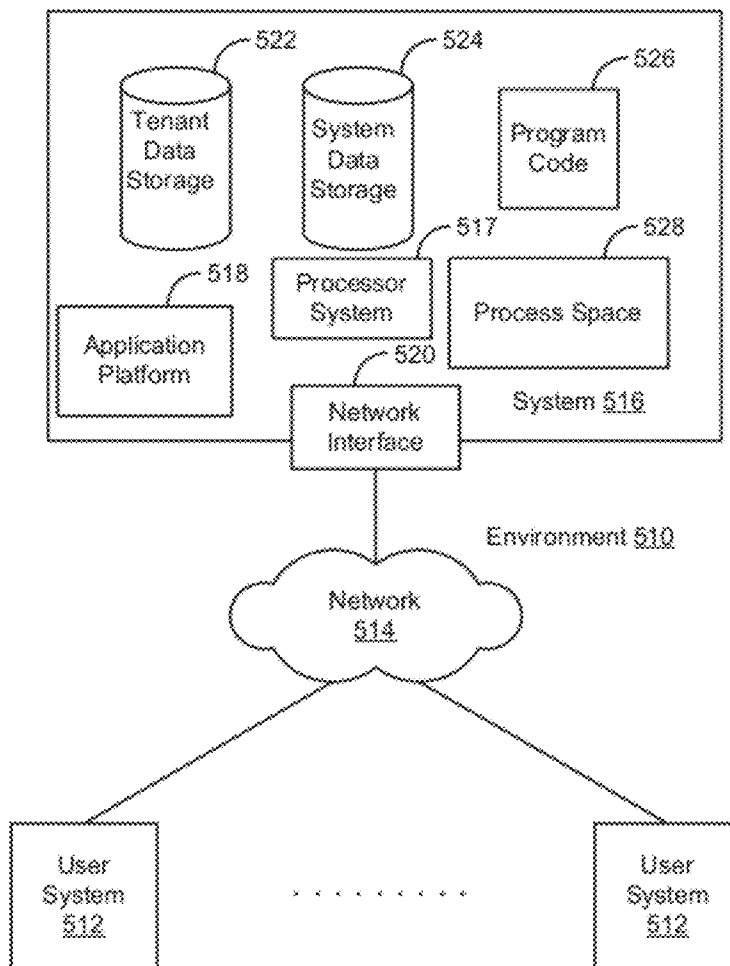 522
524
526
Tenant
Data
Storage
System
Data
Storage
Program
Code
517
528
518
Processor
System
Process Space
Application
Platform
520
System 516
Network
Interface
Environment 510
Network
514
User
System
512
. . . . . . . . .
User
System
512